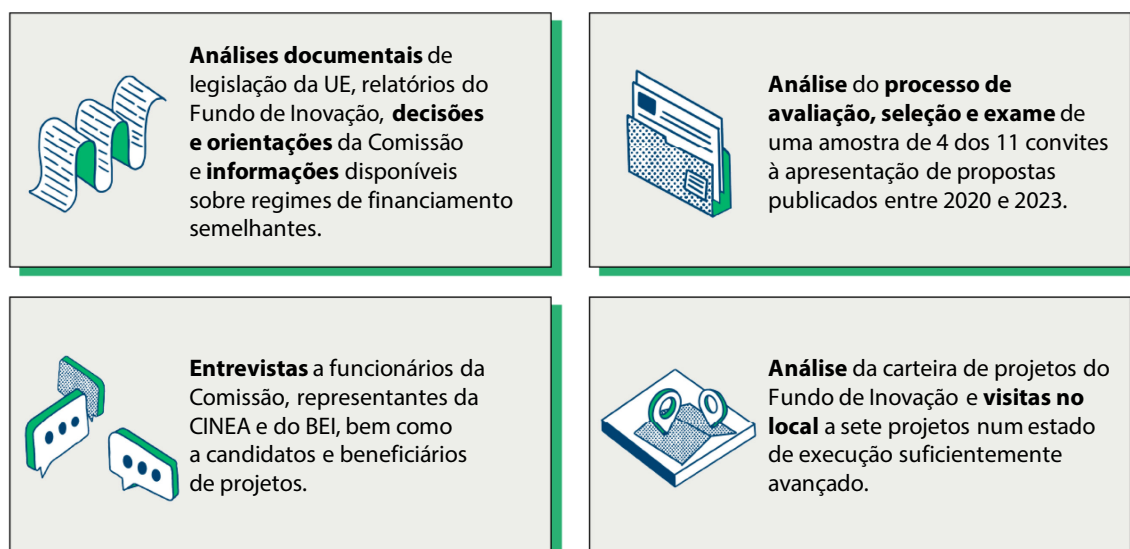 Análises documentais de
legislação da UE, relatórios do
Fundo de Inovação, decisões
e orientações da Comissão
e informações disponíveis
sobre regimes de financiamento
semelhantes.
Análise do processo de
avaliação, seleção e exame de
uma amostra de 4 dos 11 convites
à apresentação de propostas
publicados entre 2020 e 2023.
Entrevistas a funcionários da
Comissão, representantes da
CINEA e do BEI, bem como
a candidatos e beneficiários
de projetos.
Análise da carteira de projetos do
Fundo de Inovação e visitas no
local a sete projetos num estado
de execução suficientemente
avançado.